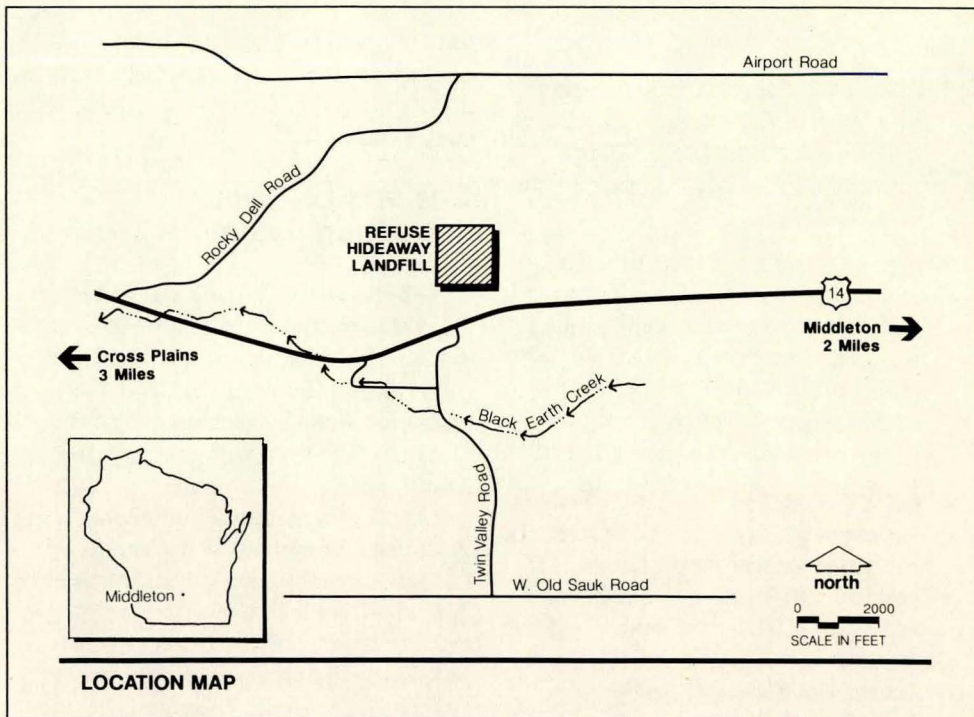 Airport Road
Rocky Dell Road
REFUSE
HIDEAWAY
LANDFILL
14
Middleton
2 Miles
Cross Plains
3 Miles
Black Earth Creek
Twin Valley Road
Middleton
W. Old Sauk Road
north
0 2000
SCALE IN FEET
LOCATION MAP